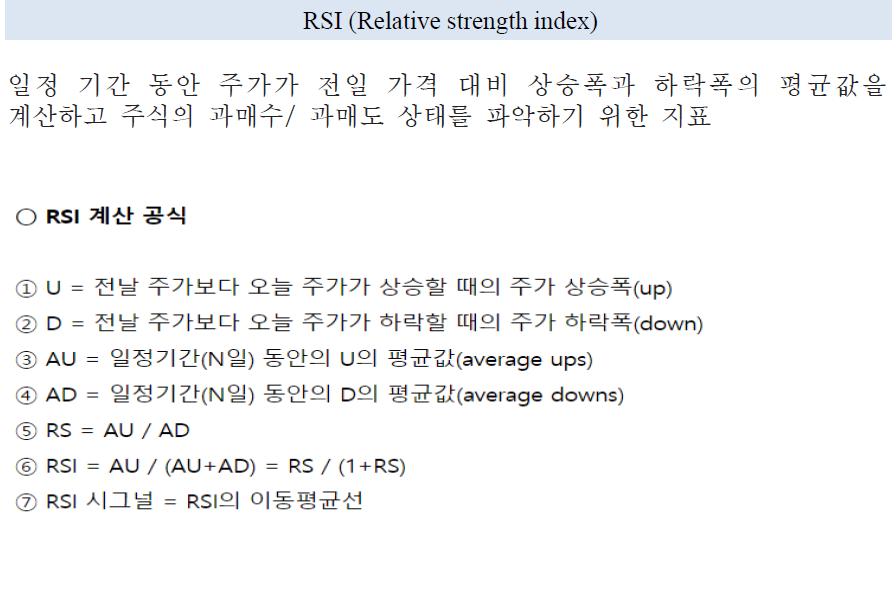 RSI (Relative strength index)
일정 기간 동안 주가가 전일 가격 대비 상승폭과 하락폭의 평균값을
계산하고 주식의 과매수/ 과매도 상태를 파악하기 위한 지표
○ RSI 계산 공식
① U = 전날 주가보다 오늘 주가가 상승할 때의 주가 상승폭(up)
② D = 전날 주가보다 오늘 주가가 하락할 때의 주가 하락폭(down)
③ AU = 일정기간(N일) 동안의 U의 평균값(average ups)
④ AD = 일정기간(N일) 동안의 D의 평균값(average downs)
⑤ RS = AU / AD
⑥ RSI = AU / (AU+AD) = RS / (1+RS)
⑦ RSI 시그널 = RSI의 이동평균선